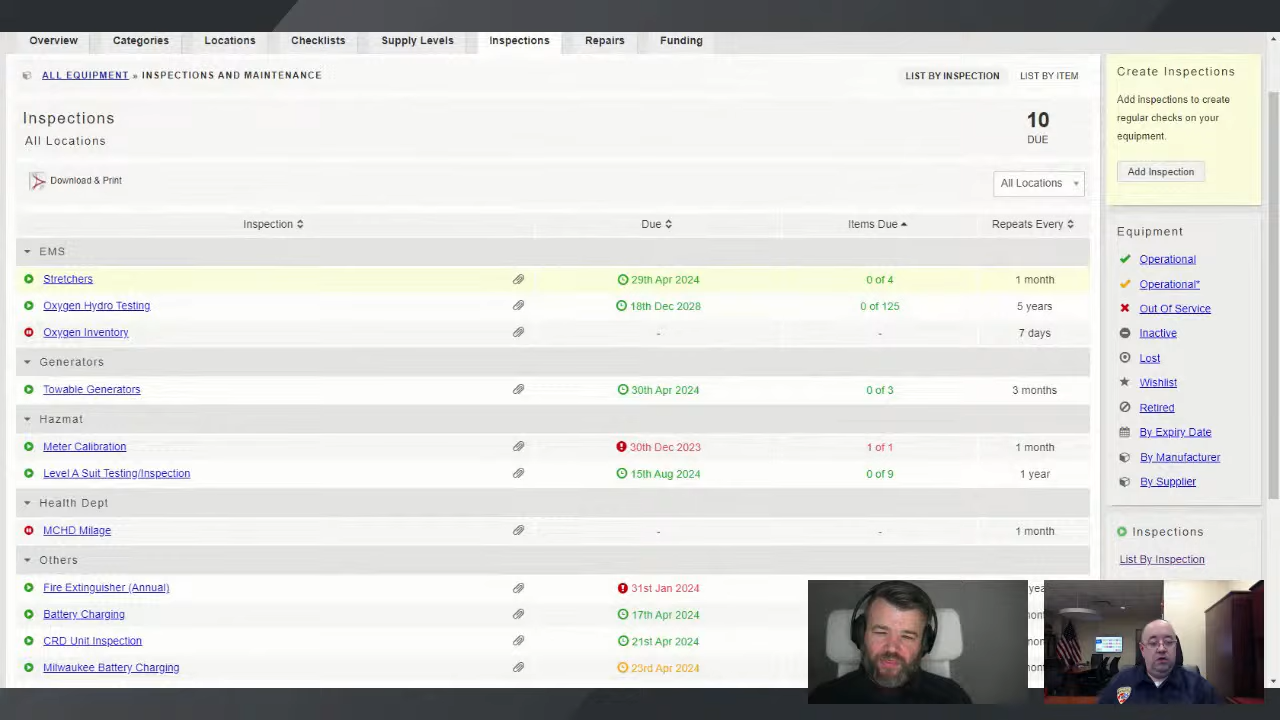 Overview Categories Locations Checklists Supply Levels Inspections Repairs Funding
ALL EQUIPMENT » INSPECTIONS AND MAINTENANCE LIST BY INSPECTION LIST BY ITEM
Inspections
All Locations
10
DUE
Download & Print All Locations
Inspection Due Items Due Repeats Every
EMS
Stretchers 29th Apr 2024 0 of 4 1 month
Oxygen Hydro Testing 18th Dec 2028 0 of 125 5 years
Oxygen Inventory - - 7 days
Generators
Towable Generators 30th Apr 2024 0 of 3 3 months
Hazmat
Meter Calibration 30th Dec 2023 1 of 1 1 month
Level A Suit Testing/Inspection 15th Aug 2024 0 of 9 1 year
Health Dept
MCHD Milage - - 1 month
Others
Fire Extinguisher (Annual) 31st Jan 2024
Battery Charging 17th Apr 2024
CRD Unit Inspection 21st Apr 2024
Milwaukee Battery Charging 23rd Apr 2024
Create Inspections
Add inspections to create
regular checks on your
equipment.
Add Inspection
Equipment
Operational
Operational*
Out Of Service
Inactive
Lost
Wishlist
Retired
By Expiry Date
By Manufacturer
By Supplier
Inspections
List By Inspection